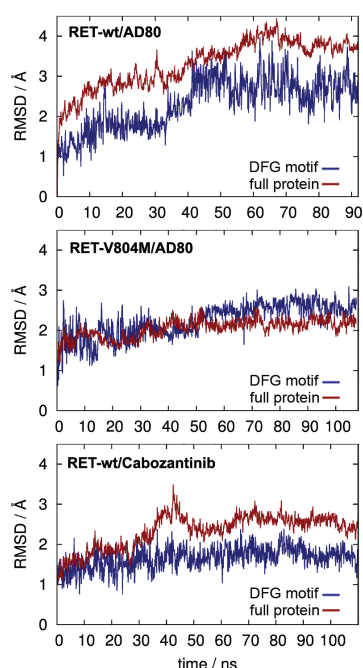 RET-wt/AD80
RMSD / Å
4
3
2
1
0
DFG motif
full protein
0 10 20 30 40 50 60 70 80 90
RET-V804M/AD80
RMSD / Å
4
3
2
1
0
DFG motif
full protein
0 10 20 30 40 50 60 70 80 90 100
RET-wt/Cabozantinib
RMSD / Å
4
3
2
1
0
DFG motif
full protein
0 10 20 30 40 50 60 70 80 90 100
time / ns